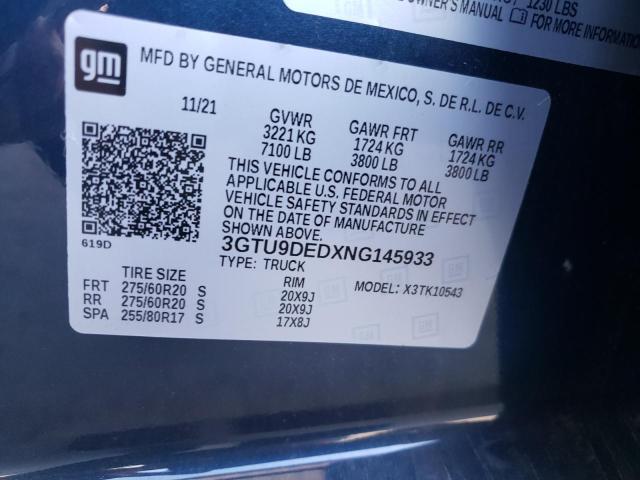 1230 LBS
OWNER'S MANUAL FOR MORE INFORMATION
gm
MFD BY GENERAL MOTORS DE MEXICO, S. DE R.L. DE C.V.
11/21 GVWR GAWR FRT GAWR RR
3221 KG 1724 KG 1724 KG
7100 LB 3800 LB 3800 LB
THIS VEHICLE CONFORMS TO ALL
APPLICABLE U.S. FEDERAL MOTOR
VEHICLE SAFETY STANDARDS IN EFFECT
ON THE DATE OF MANUFACTURE
SHOWN ABOVE.
619D
3GTU9DEDXNG145933
TYPE: TRUCK
TIRE SIZE RIM MODEL: X3TK10543
FRT 275/60R20 S 20X9J
RR 275/60R20 S 20X9J
SPA 255/80R17 S 17X8J